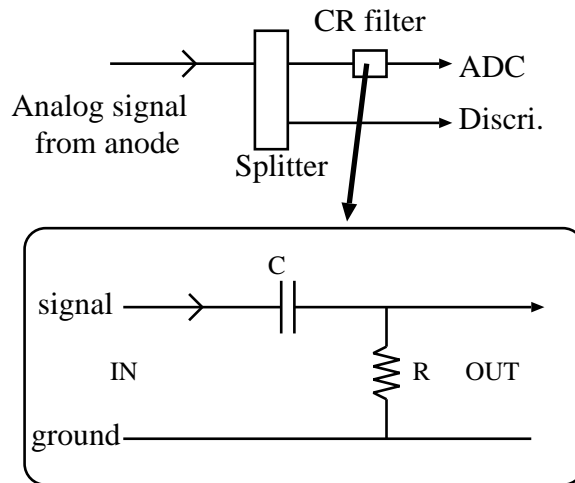 CR filter
ADC
Analog signal
from anode
Discri.
Splitter
C
signal
IN
R
OUT
ground